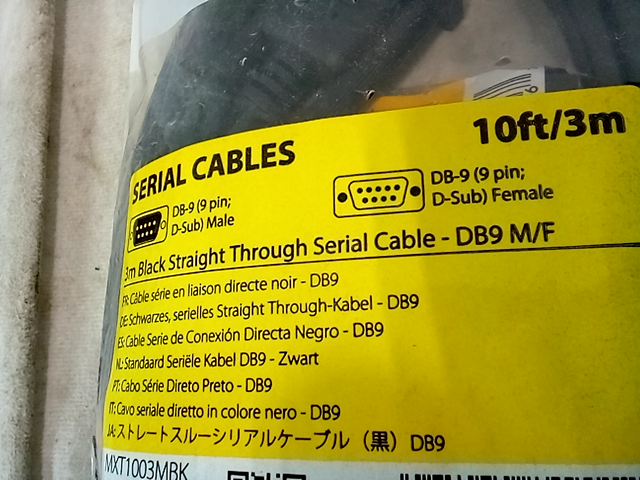 10ft/3m
SERIAL CABLES
DB-9 (9 pin;
D-Sub) Male
DB-9 (9 pin;
D-Sub) Female
3m Black Straight Through Serial Cable - DB9 M/F
FR: Câble série en liaison directe noir - DB9
DE: Schwarzes, serielles Straight Through-Kabel - DB9
ES: Cable Serie de Conexión Directa Negro - DB9
NL: Standaard Seriële Kabel DB9 - Zwart
PT: Cabo Série Direto Preto - DB9
IT: Cavo seriale diretto in colore nero - DB9
JA: ストレートスルーシリアルケーブル（黒）DB9
MXT1003MBK